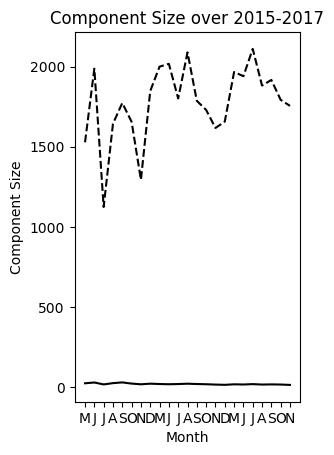 Component Size over 2015-2017
Component Size
2000
1500
1000
500
0
M J J A S O N D M J J A S O N D M J J A S O N
Month